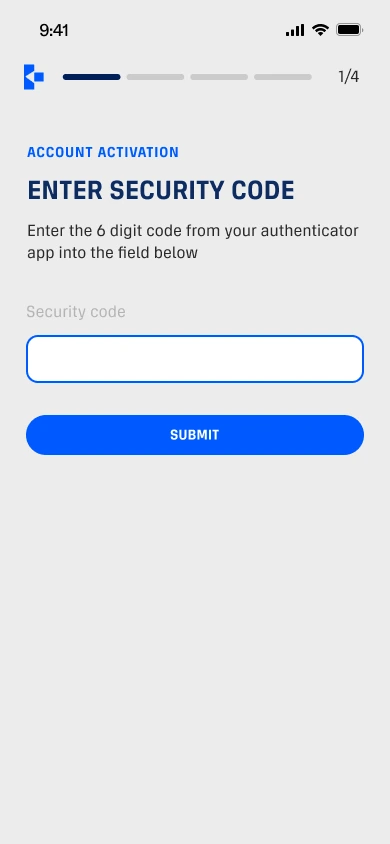 9:41
1/4
ACCOUNT ACTIVATION
ENTER SECURITY CODE
Enter the 6 digit code from your authenticator
app into the field below
Security code
SUBMIT